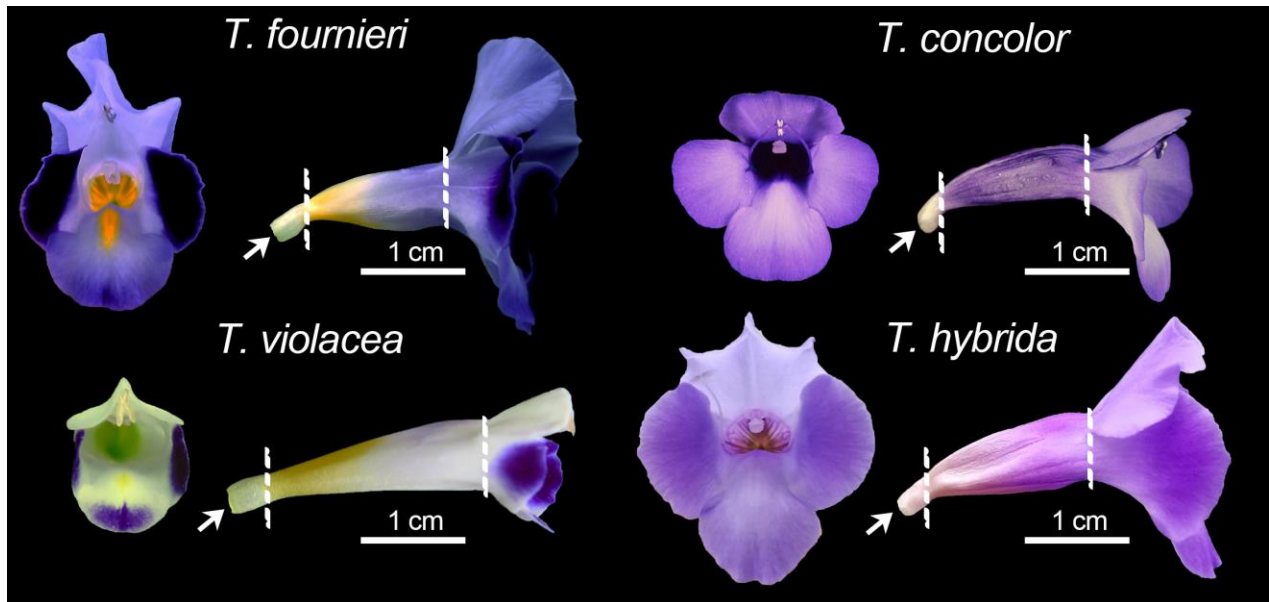 T. fournieri
1 cm
T. concolor
1 cm
T. violacea
1 cm
T. hybrida
1 cm